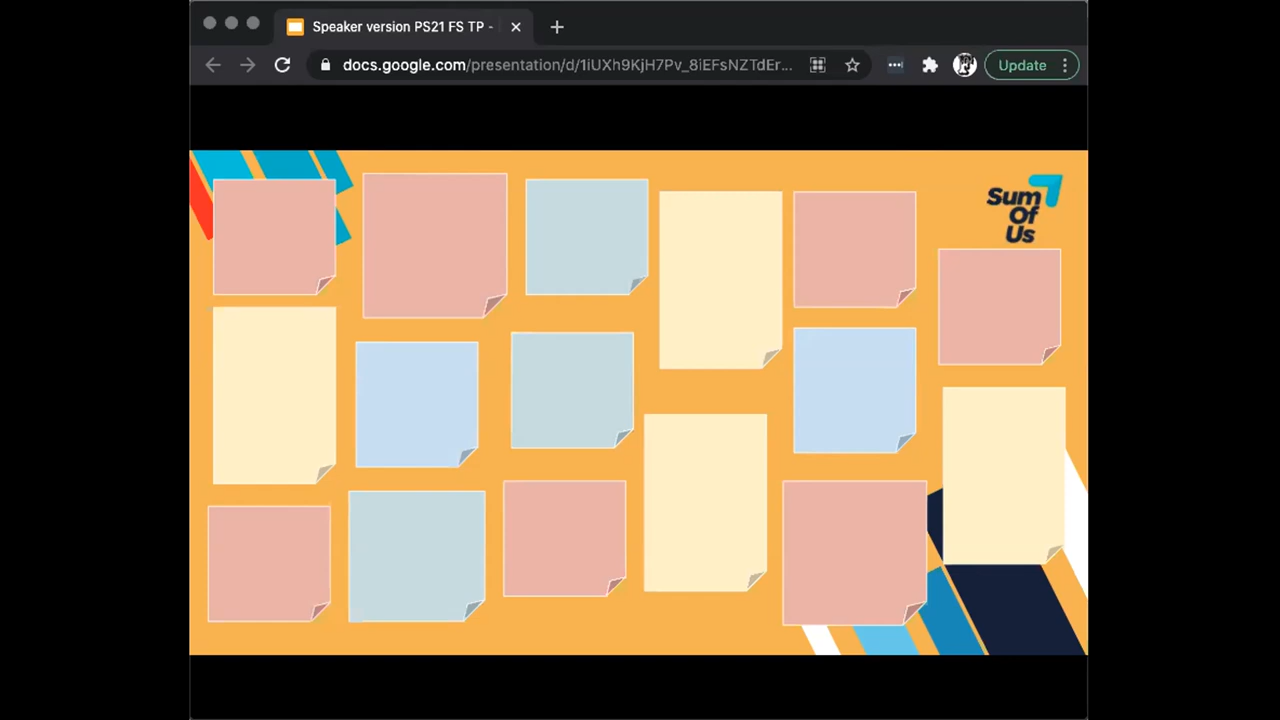 Speaker version PS21 FS TP -
docs.google.com/presentation/d/1iUXh9KjH7Pv_8iEFsNZTdEr...
Update
Sum
Of
Us